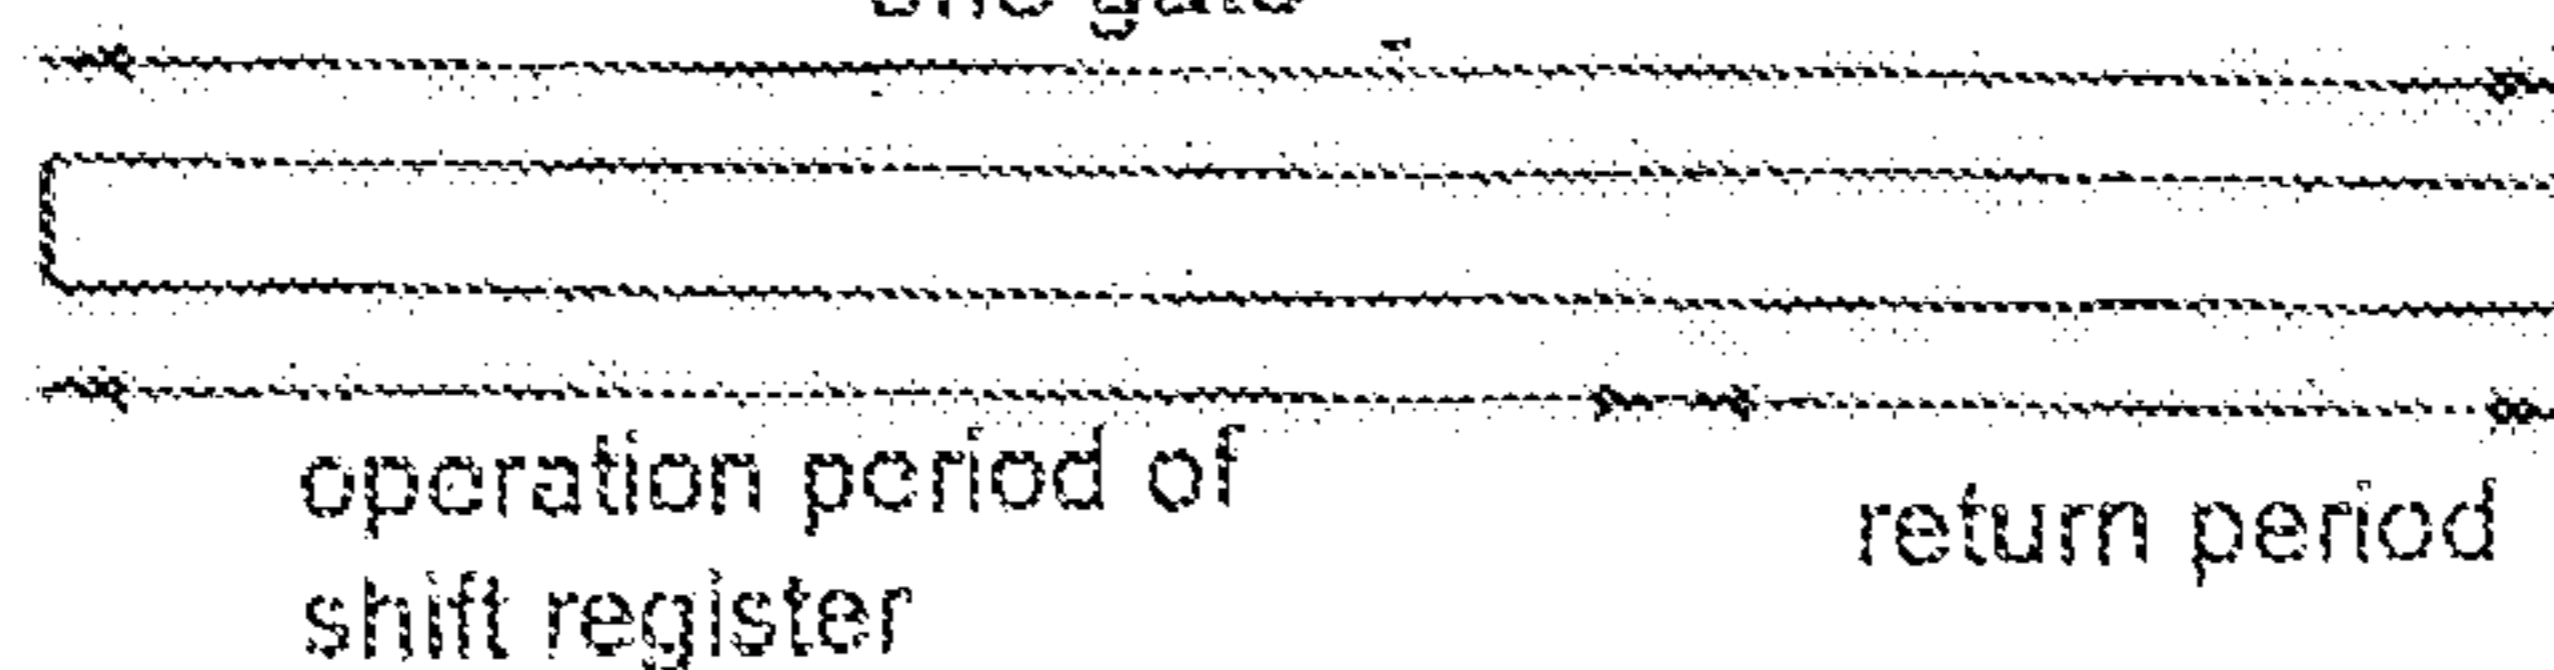 operation period of
return period
shift register